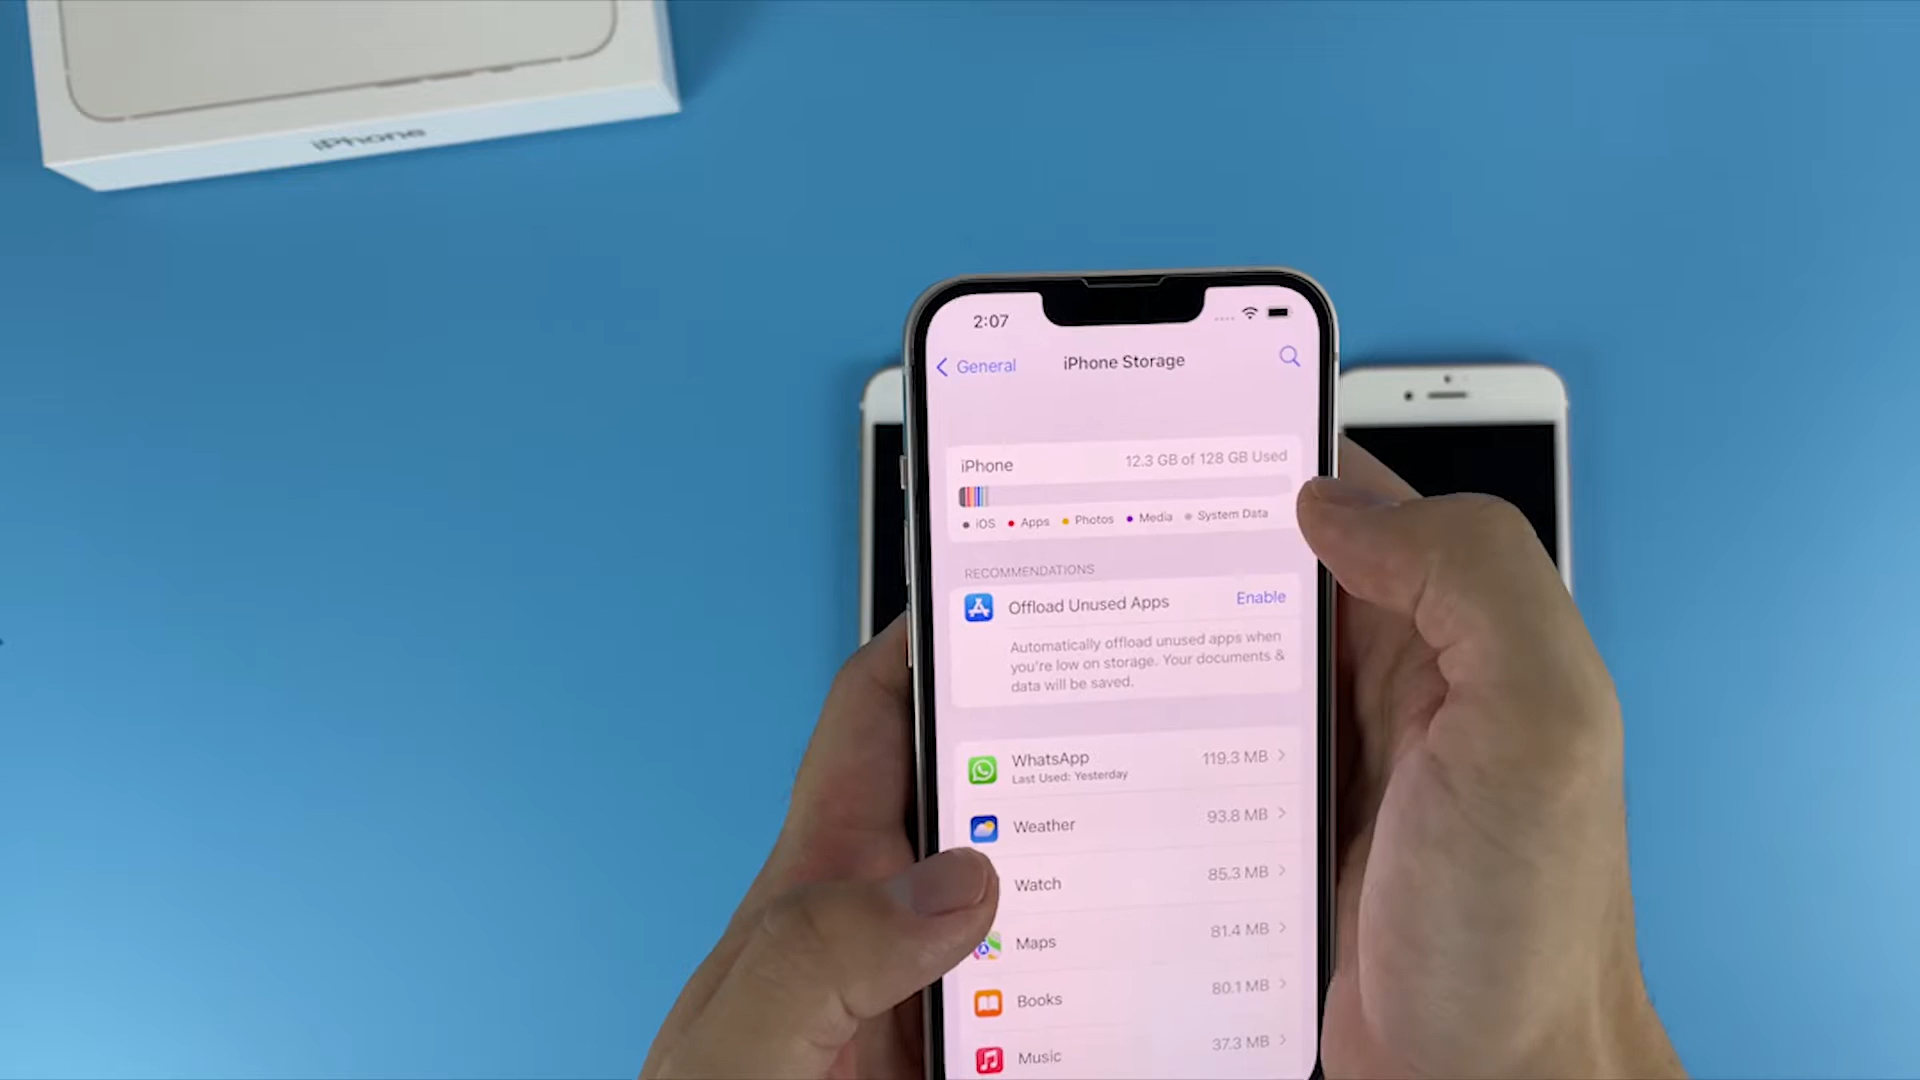 iPhone
2:07
General
iPhone Storage
iPhone
12.3 GB of 128 GB Used
iOS Apps Photos Media System Data
RECOMMENDATIONS
Offload Unused Apps
Enable
Automatically offload unused apps when
you're low on storage. Your documents &
data will be saved.
WhatsApp
119.3 MB
Last Used: Yesterday
Weather
93.8 MB
Watch
85.3 MB
Maps
81.4 MB
Books
80.1 MB
Music
37.3 MB